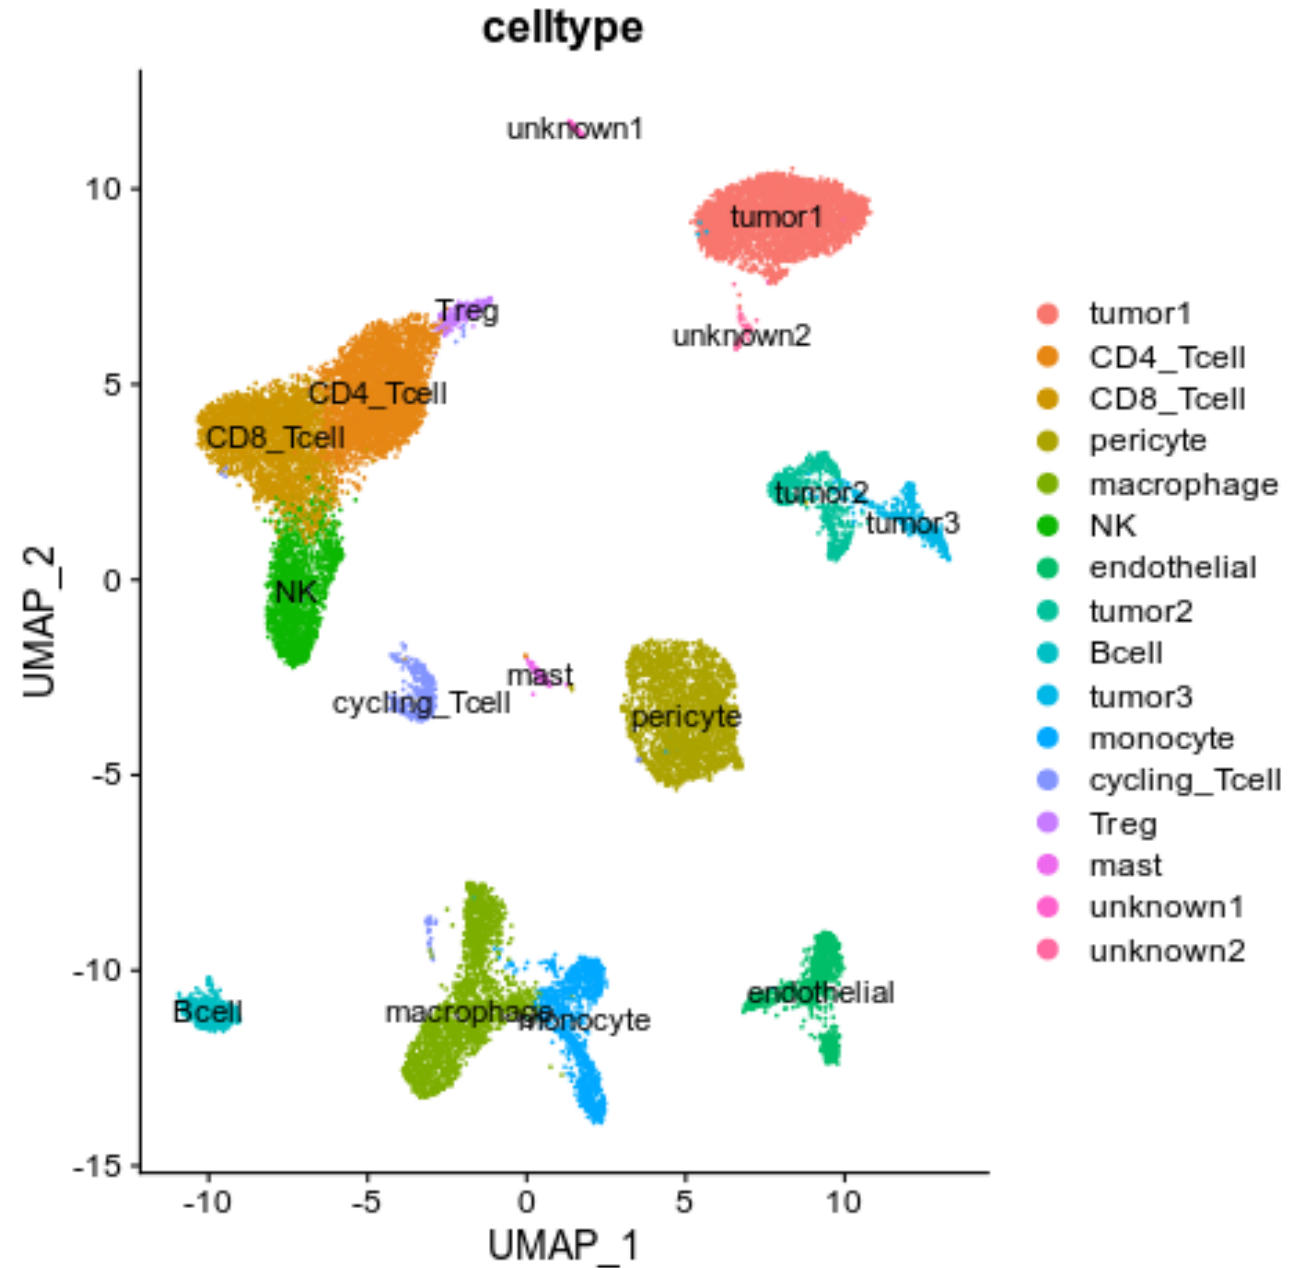 celltype
unknown1
10
tumor1
Treg
unknown2
5
CD4_Tcell
CD8_Tcell
tumor2
tumor3
0
NK
mast
cycling_Tcell
pericyte
-5
-10
endothelial
Bcell
macrophage
monocyte
-15
-10
-5
0
5
10
UMAP_1
UMAP_2
tumor1
CD4_Tcell
CD8_Tcell
pericyte
macrophage
NK
endothelial
tumor2
Bcell
tumor3
monocyte
cycling_Tcell
Treg
mast
unknown1
unknown2